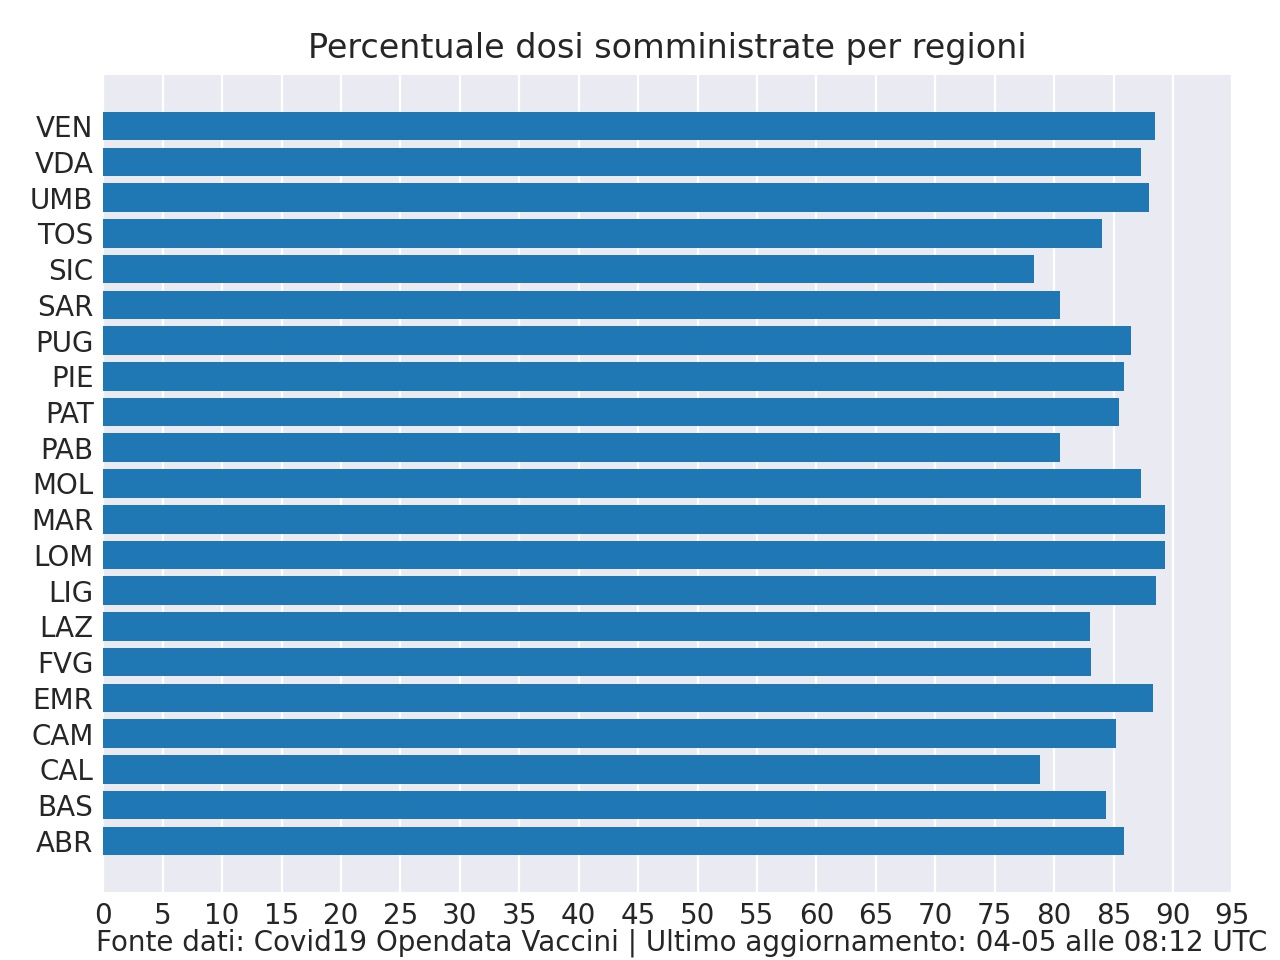 Percentuale dosi somministrate per regioni
VEN
VDA
UMB
TOS
SIC
SAR
PUG
PIE
PAT
PAB
MOL
MAR
LOM
LIG
LAZ
FVG
EMR
CAM
CAL
BAS
ABR
0 5 10 15 20 25 30 35 40 45 50 55 60 65 70 75 80 85 90 95
Fonte dati: Covid19 Opendata Vaccini | Ultimo aggiornamento: 04-05 alle 08:12 UTC